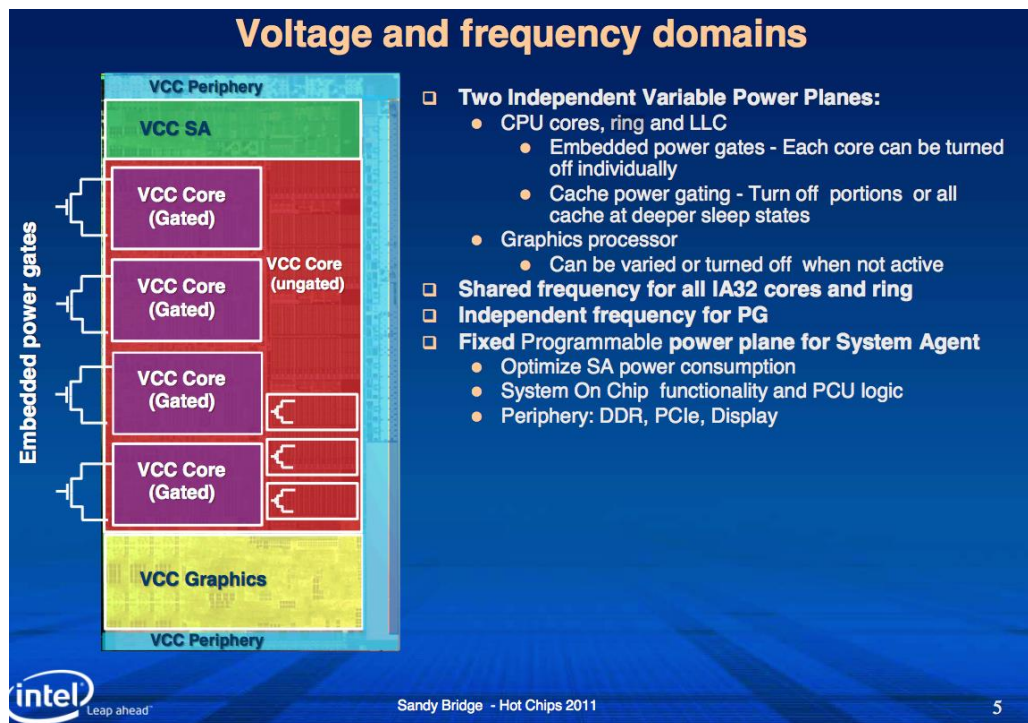 Voltage and frequency domains
VCC Periphery
VCC SA
VCC Core
(Gated)
VCC Core
(Gated)
VCC Core
(Gated)
VCC Core
(Gated)
VCC Core
(ungated)
VCC Graphics
VCC Periphery
Embedded power gates
Two Independent Variable Power Planes:
CPU cores, ring and LLC
Embedded power gates - Each core can be turned
off individually
Cache power gating - Turn off portions or all
cache at deeper sleep states
Graphics processor
Can be varied or turned off when not active
Shared frequency for all IA32 cores and ring
Independent frequency for PG
Fixed Programmable power plane for System Agent
Optimize SA power consumption
System On Chip functionality and PCU logic
Periphery: DDR, PCIe, Display
intel
Leap ahead™
Sandy Bridge - Hot Chips 2011
5